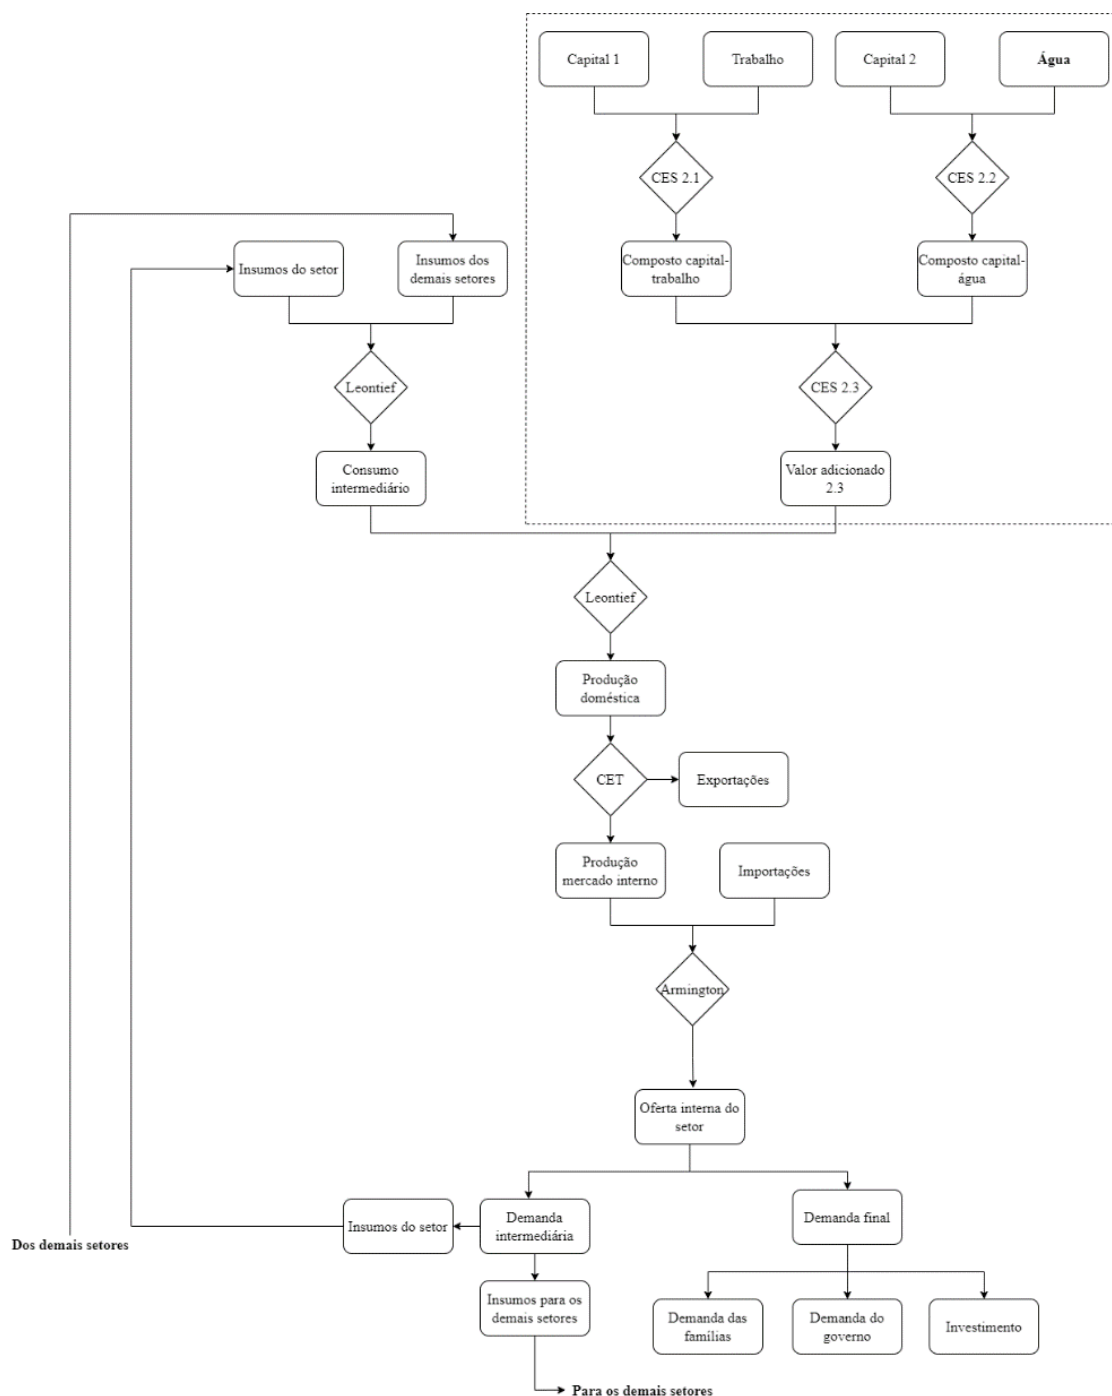 Capital 1
Trabalho
Capital 2
Água
CES 2.1
CES 2.2
Insumos do setor
Insumos dos
demais setores
Composto capital-
trabalho
Composto capital-
água
Leontief
CES 2.3
Consumo
intermediário
Valor adicionado
2.3
Leontief
Produção
doméstica
CET
Exportações
Produção
mercado interno
Importações
Armington
Oferta interna do
setor
Insumos do setor
Demanda
intermediária
Demanda final
Dos demais setores
Insumos para os
demais setores
Demanda das
famílias
Demanda do
governo
Investimento
Para os demais setores